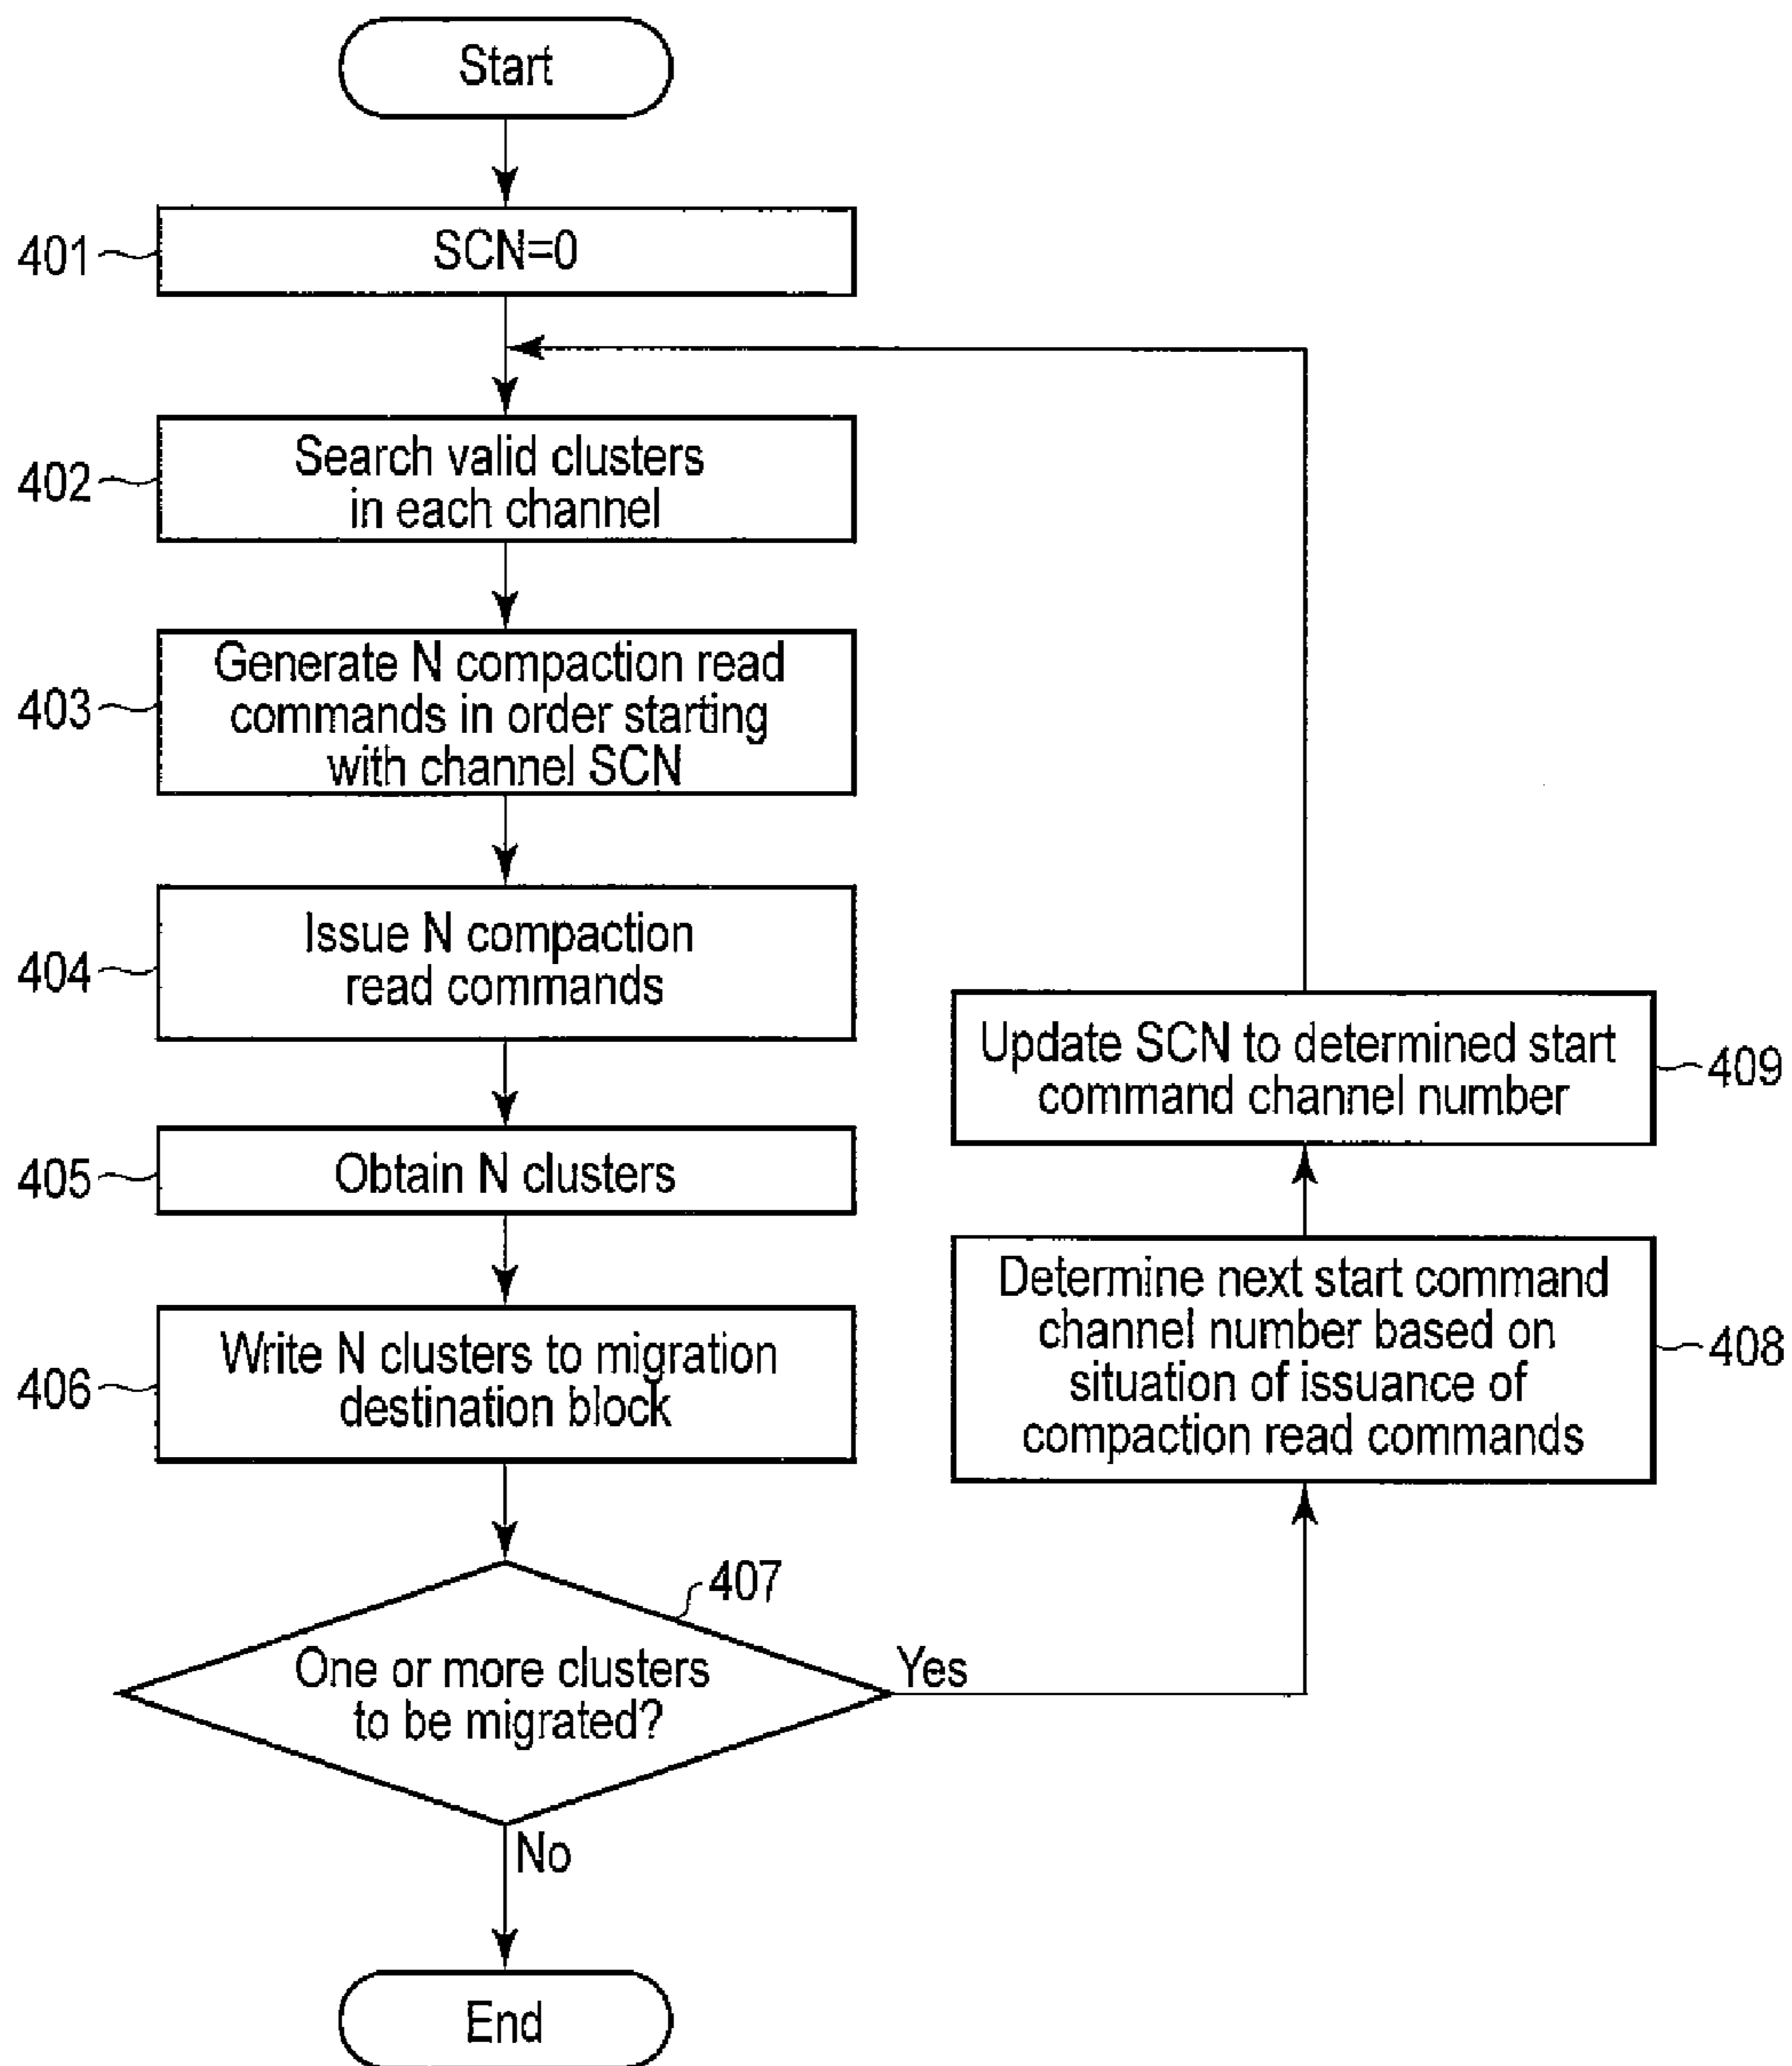 Start
401
SCN=0
402
Search valid clusters
in each channel
403
Generate N compaction read
commands in order starting
with channel SCN
404
Issue N compaction
read commands
405
Obtain N clusters
406
Write N clusters to migration
destination block
407
One or more clusters
to be migrated?
Yes
No
End
Determine next start command
channel number based on
situation of issuance of
compaction read commands
408
Update SCN to determined start
command channel number
409